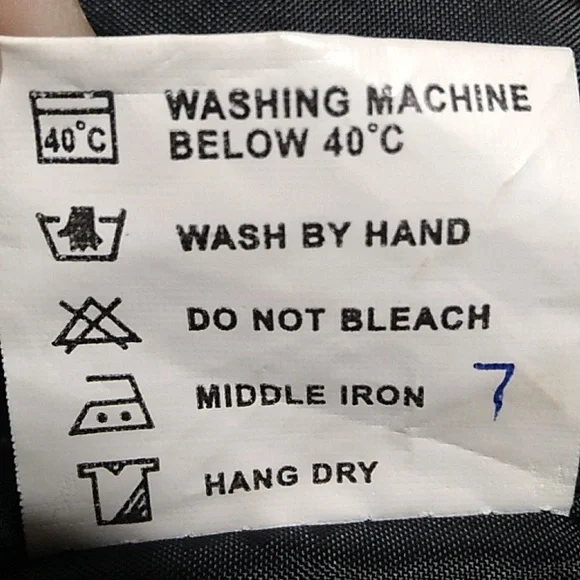 40°C WASHING MACHINE
BELOW 40°C
WASH BY HAND
DO NOT BLEACH
MIDDLE IRON 7
HANG DRY